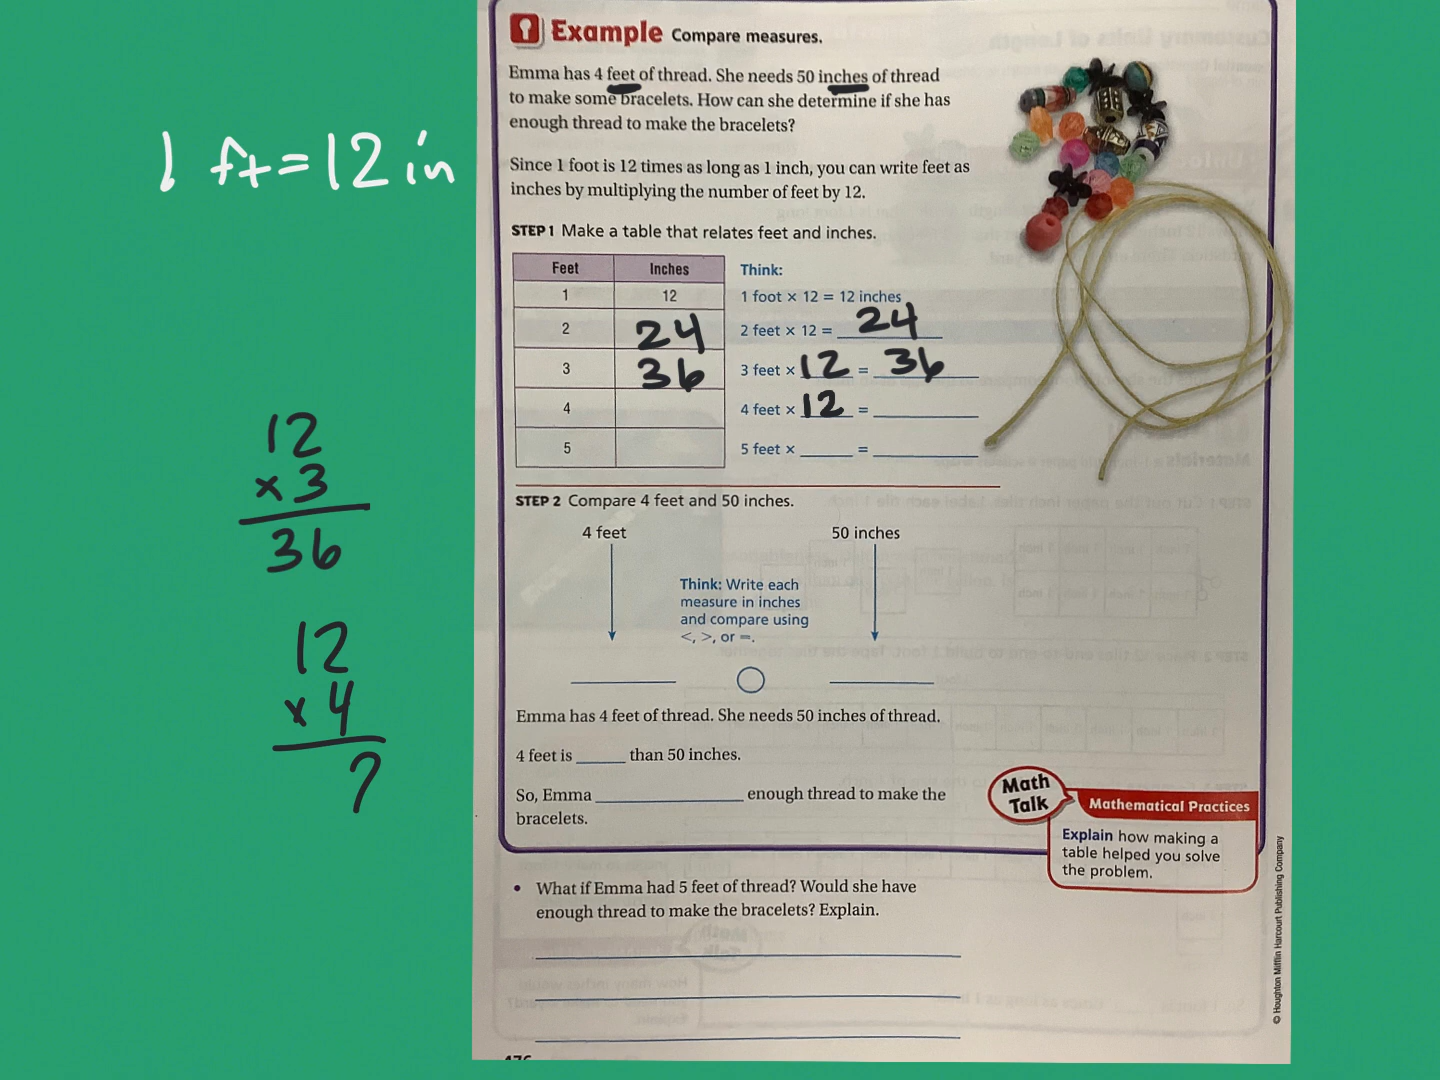 Example Compare measures.
Emma has 4 feet of thread. She needs 50 inches of thread
to make some bracelets. How can she determine if she has
enough thread to make the bracelets?
1 ft = 12 in
Since 1 foot is 12 times as long as 1 inch, you can write feet as
inches by multiplying the number of feet by 12.
STEP 1 Make a table that relates feet and inches.
Feet Inches
1 12
2 24
3 36
4
5
Think:
1 foot × 12 = 12 inches
2 feet × 12 = 24
3 feet × 12 = 36
4 feet × 12 = ____
5 feet × ____ = ____
12
× 3
36
12
× 4
?
STEP 2 Compare 4 feet and 50 inches.
4 feet
50 inches
Think: Write each
measure in inches
and compare using
<, >, or =.
Emma has 4 feet of thread. She needs 50 inches of thread.
4 feet is ____ than 50 inches.
So, Emma ____ enough thread to make the
bracelets.
Math
Talk
Mathematical Practices
Explain how making a
table helped you solve
the problem.
• What if Emma had 5 feet of thread? Would she have
enough thread to make the bracelets? Explain.
© Houghton Mifflin Harcourt Publishing Company